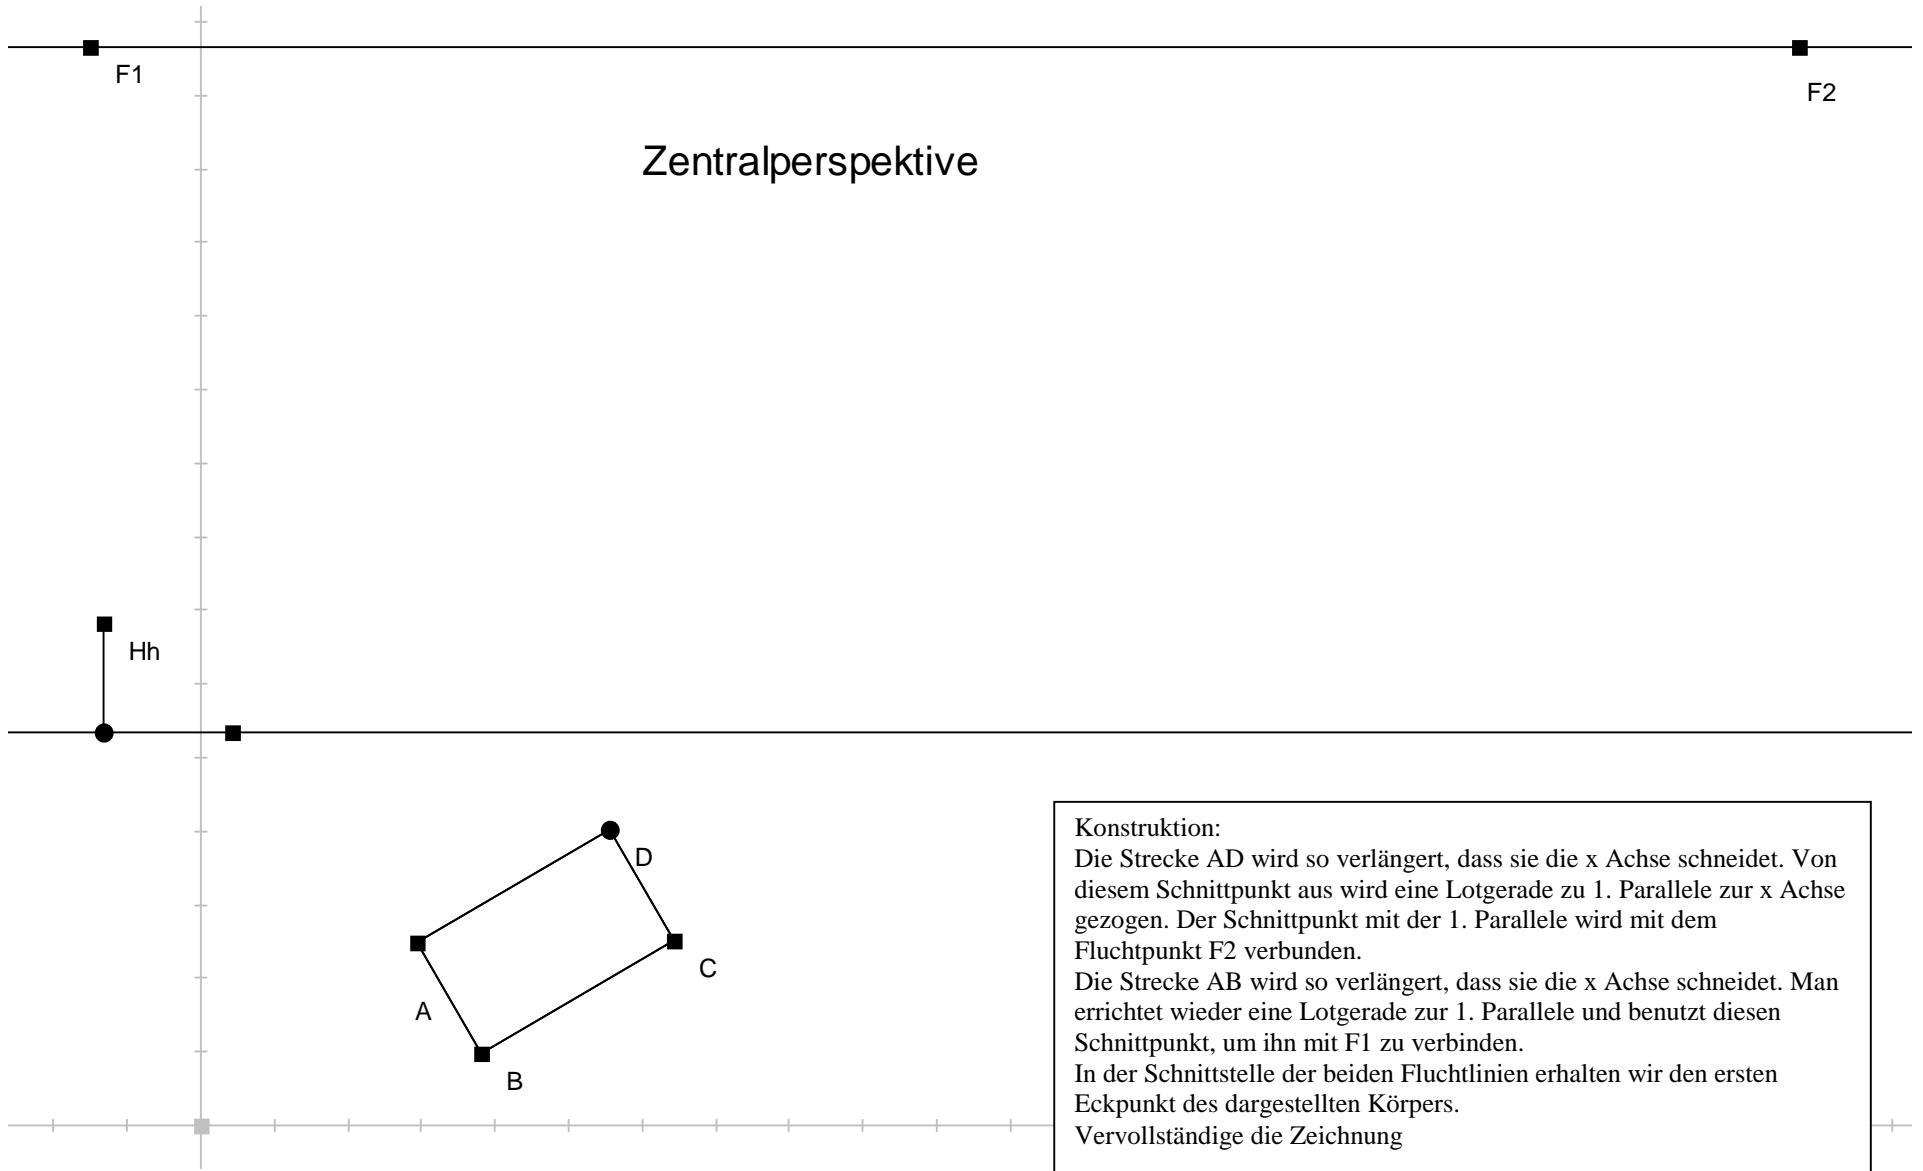 F1
F2
Zentralperspektive
Hh
D
C
A
B
Konstruktion:
Die Strecke AD wird so verlängert, dass sie die x Achse schneidet. Von
diesem Schnittpunkt aus wird eine Lotgerade zu 1. Parallele zur x Achse
gezogen. Der Schnittpunkt mit der 1. Parallele wird mit dem
Fluchtpunkt F2 verbunden.
Die Strecke AB wird so verlängert, dass sie die x Achse schneidet. Man
errichtet wieder eine Lotgerade zur 1. Parallele und benutzt diesen
Schnittpunkt, um ihn mit F1 zu verbinden.
In der Schnittstelle der beiden Fluchtlinien erhalten wir den ersten
Eckpunkt des dargestellten Körpers.
Vervollständige die Zeichnung